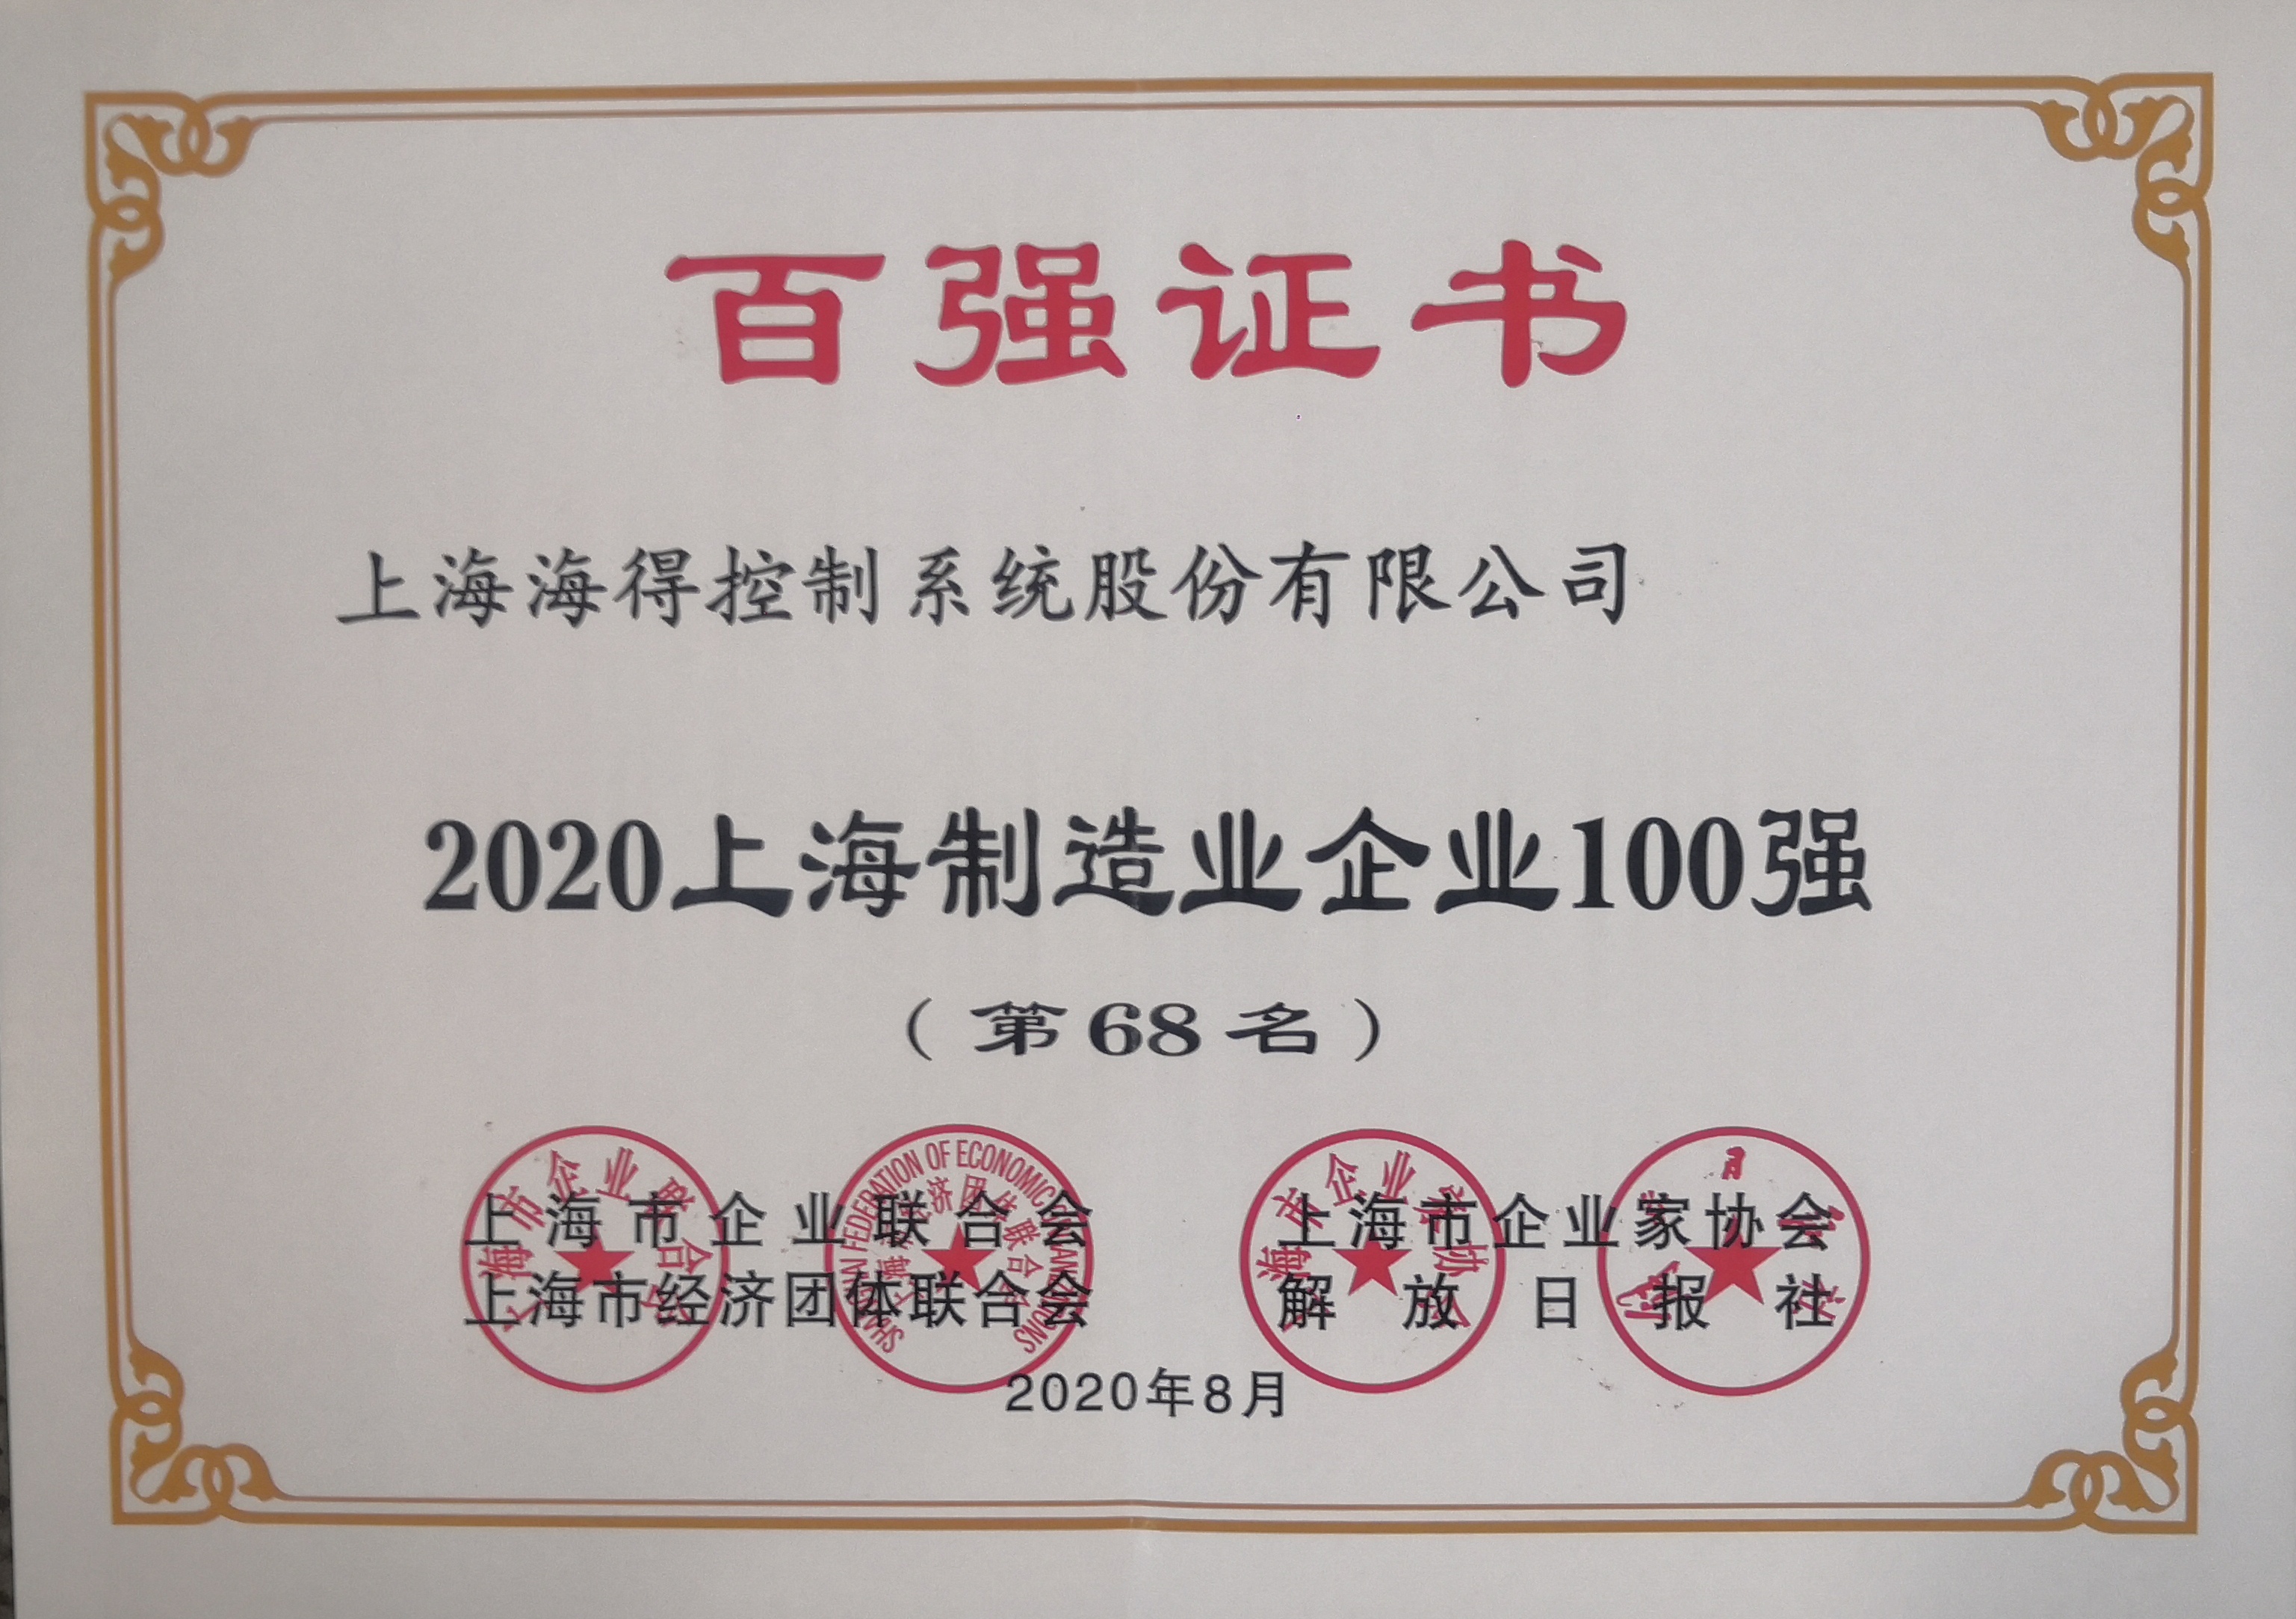 百强证书
上海海得控制系统股份有限公司
2020上海制造业企业100强
（第68名）
上海市企业联合会 上海市企业家协会
上海市经济团体联合会 解放日报社
2020年8月